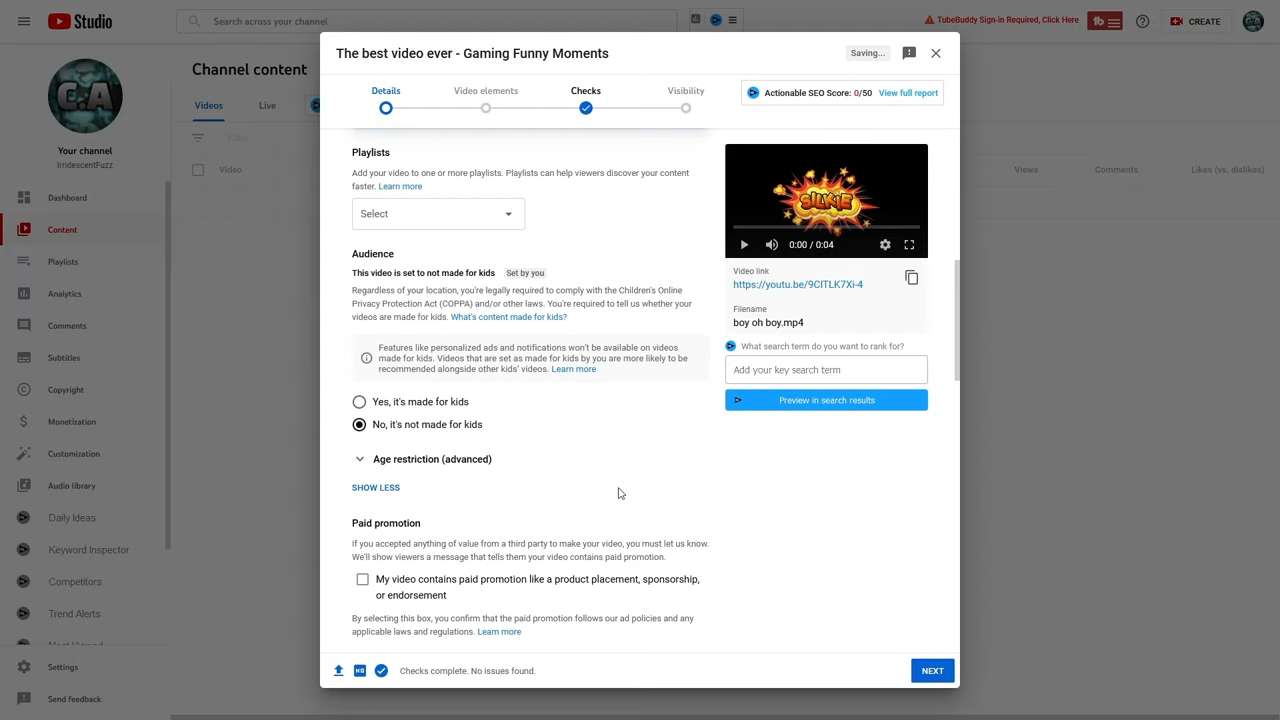 Studio
Search across your channel
TubeBuddy Sign-in Required, Click Here
tb
CREATE
Your channel
IrridescentFuzz
Dashboard
Content
Playlists
Analytics
Comments
Subtitles
Copyright
Monetization
Customization
Audio library
Daily Ideas
Keyword Inspector
Competitors
Trend Alerts
Most Viewed
Settings
Send feedback
Channel content
Videos
Live
Filter
Video
Views
Comments
Likes (vs. dislikes)
The best video ever - Gaming Funny Moments
Saving...
Details
Video elements
Checks
Visibility
Actionable SEO Score: 0/50 View full report
Playlists
Add your video to one or more playlists. Playlists can help viewers discover your content
faster. Learn more
Select
Audience
This video is set to not made for kids Set by you
Regardless of your location, you're legally required to comply with the Children's Online
Privacy Protection Act (COPPA) and/or other laws. You're required to tell us whether your
videos are made for kids. What's content made for kids?
Features like personalized ads and notifications won't be available on videos
made for kids. Videos that are set as made for kids by you are more likely to be
recommended alongside other kids' videos. Learn more
Yes, it's made for kids
No, it's not made for kids
Age restriction (advanced)
SHOW LESS
Paid promotion
If you accepted anything of value from a third party to make your video, you must let us know.
We'll show viewers a message that tells them your video contains paid promotion.
My video contains paid promotion like a product placement, sponsorship,
or endorsement
By selecting this box, you confirm that the paid promotion follows our ad policies and any
applicable laws and regulations. Learn more
SILKIE
0:00 / 0:04
Video link
https://youtu.be/9CITLK7Xi-4
Filename
boy oh boy.mp4
What search term do you want to rank for?
Add your key search term
Preview in search results
HD
Checks complete. No issues found.
NEXT